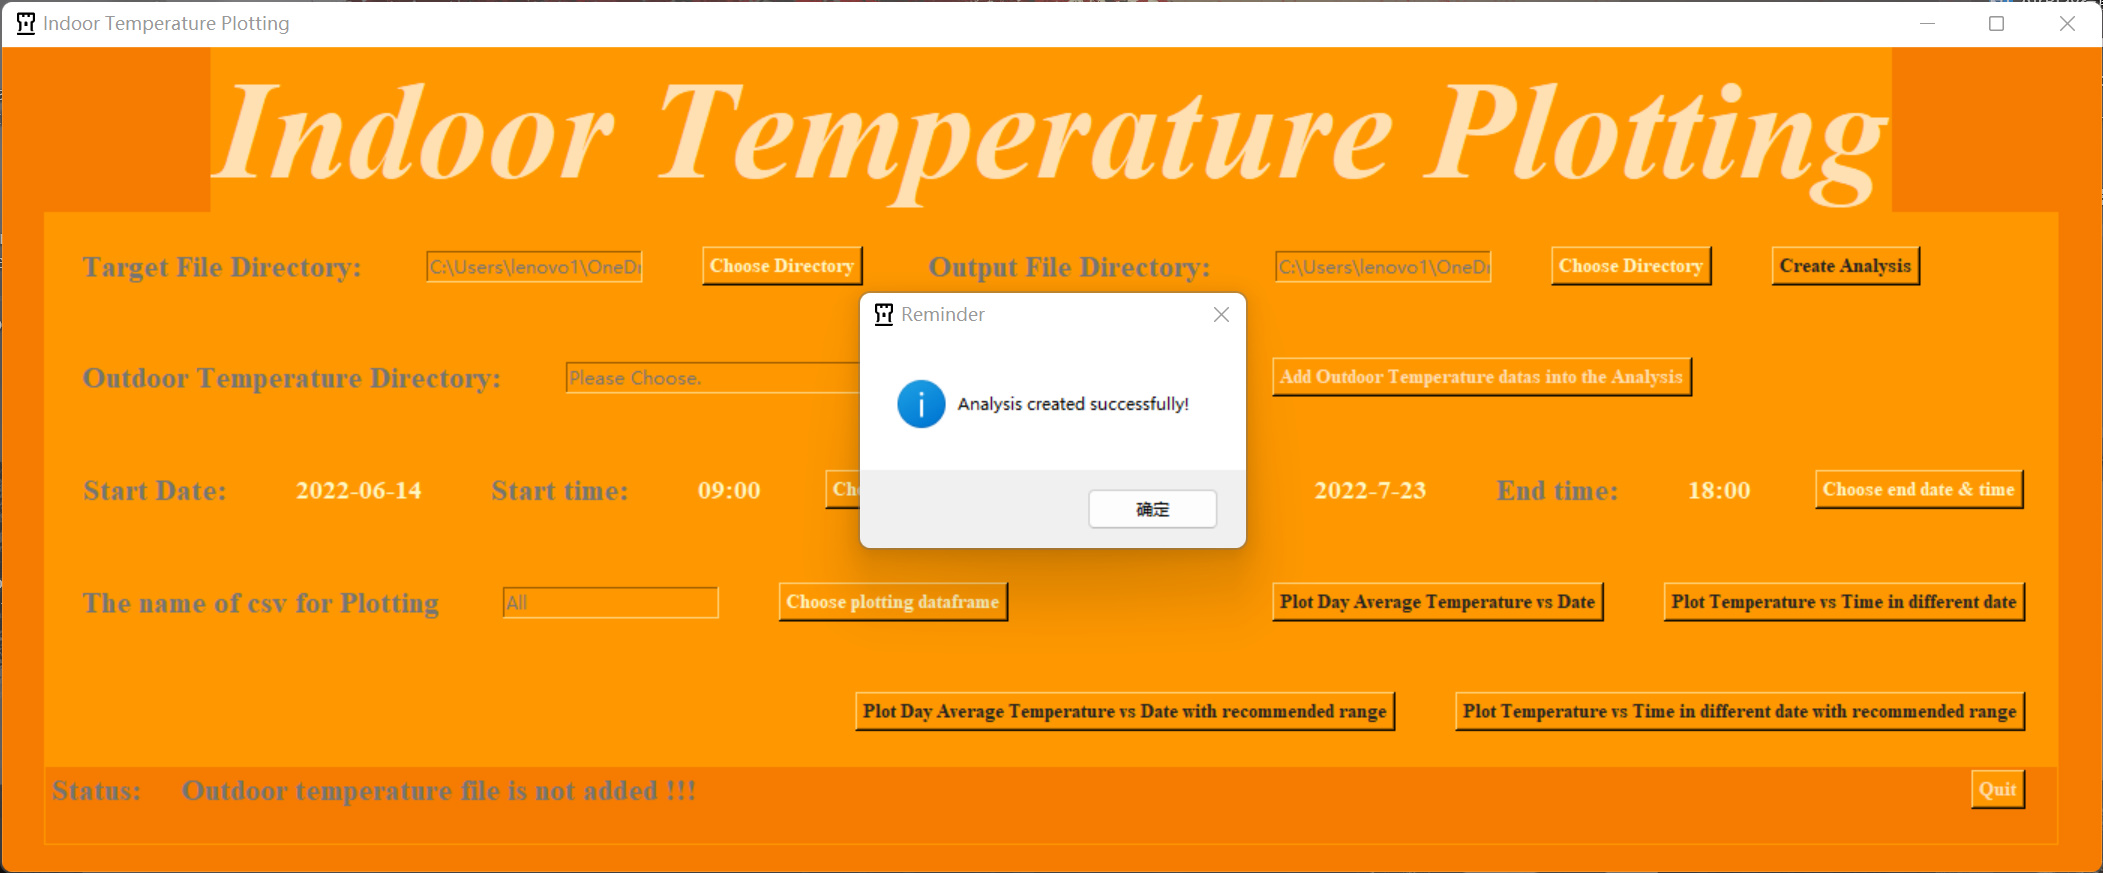 Indoor Temperature Plotting
Indoor Temperature Plotting
Target File Directory: C:\Users\lenovo1\OneDr Choose Directory Output File Directory: C:\Users\lenovo1\OneDr Choose Directory Create Analysis
Reminder
Outdoor Temperature Directory: Please Choose. Add Outdoor Temperature datas into the Analysis
Analysis created successfully!
Start Date: 2022-06-14 Start time: 09:00 Cho 2022-7-23 End time: 18:00 Choose end date & time
确定
The name of csv for Plotting All Choose plotting dataframe Plot Day Average Temperature vs Date Plot Temperature vs Time in different date
Plot Day Average Temperature vs Date with recommended range Plot Temperature vs Time in different date with recommended range
Status: Outdoor temperature file is not added !!! Quit